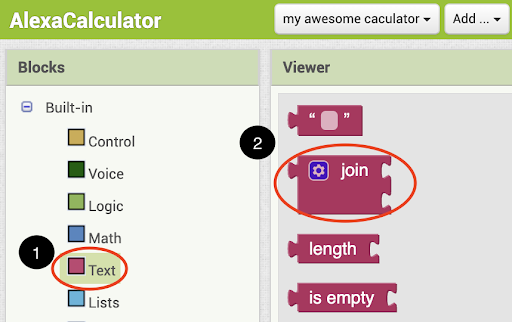 AlexaCalculator
my awesome caculator Add ...
Blocks
Viewer
Built-in
Control
Voice
Logic
Math
1
Text
Lists
“ ”
2
join
length
is empty